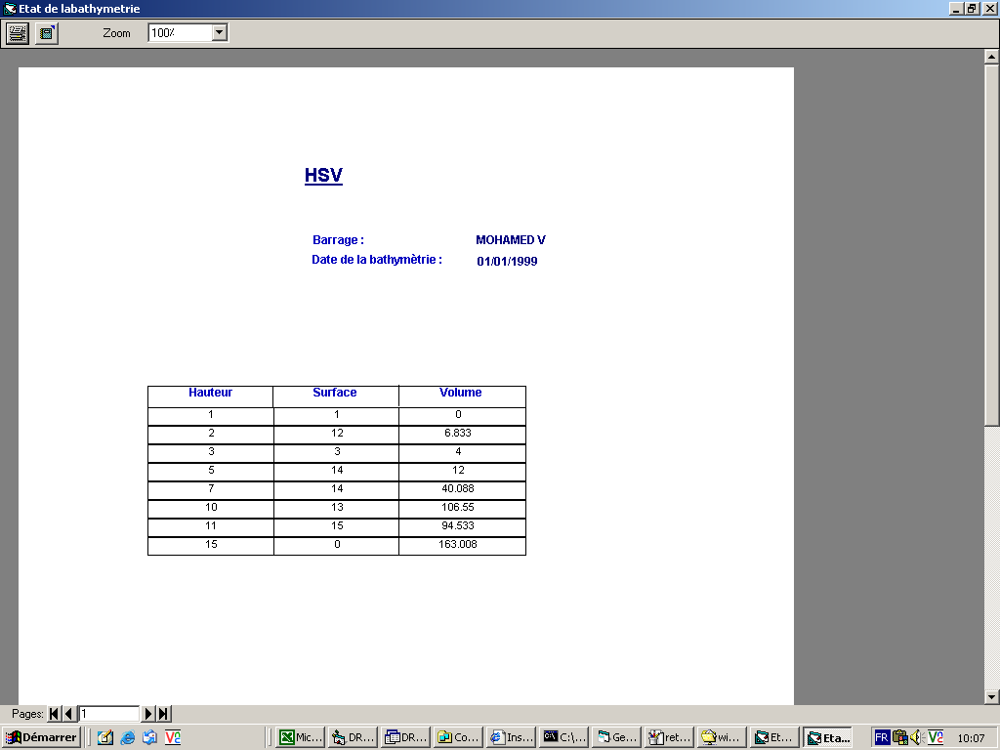 Etat de labathymetrie
Zoom 100%
HSV
Barrage : MOHAMED V
Date de la bathymètrie : 01/01/1999
Hauteur Surface Volume
1 1 0
2 12 6.833
3 3 4
5 14 12
7 14 40.088
10 13 106.55
11 15 94.533
15 0 163.008
Pages: 1
Démarrer Mic... DR... DR... Co... Ins... C:\... Ge... ret... wi... Et... Eta... FR 10:07